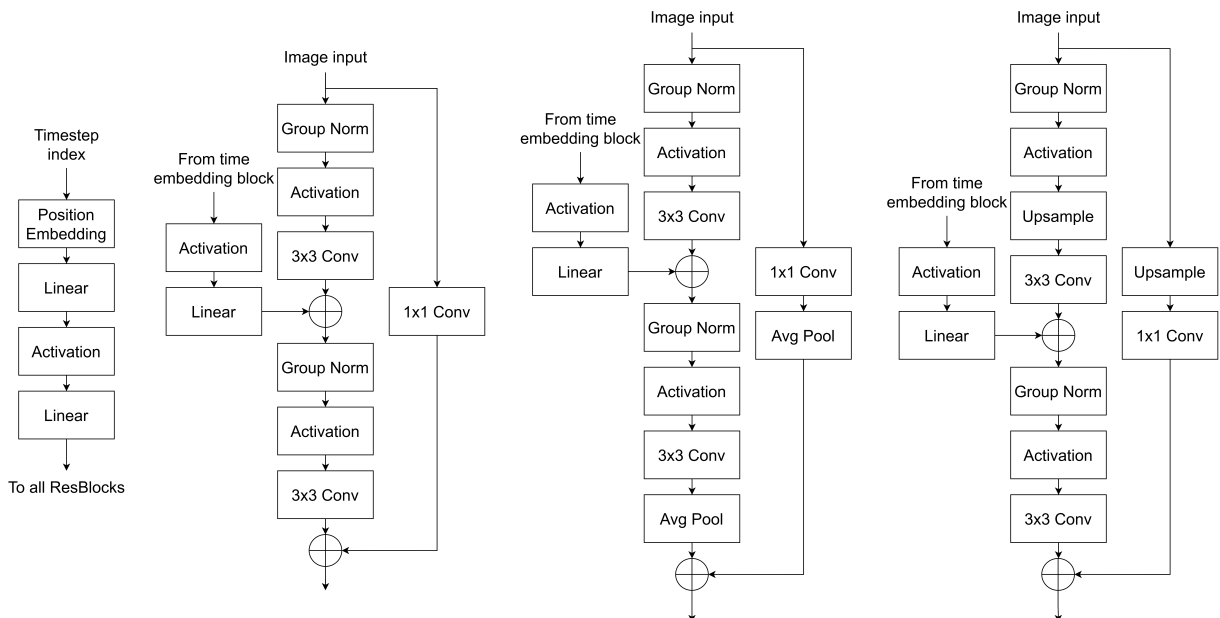 Timestep
index
Position
Embedding
Linear
Activation
Linear
To all ResBlocks
Image input
Group Norm
From time
embedding block
Activation
Activation
3x3 Conv
Linear
1x1 Conv
Group Norm
Activation
3x3 Conv
Image input
Group Norm
From time
embedding block
Activation
Activation
3x3 Conv
Linear
1x1 Conv
Group Norm
Avg Pool
Activation
3x3 Conv
Avg Pool
Image input
Group Norm
Activation
From time
embedding block
Upsample
Activation
3x3 Conv
Upsample
Linear
1x1 Conv
Group Norm
Activation
3x3 Conv